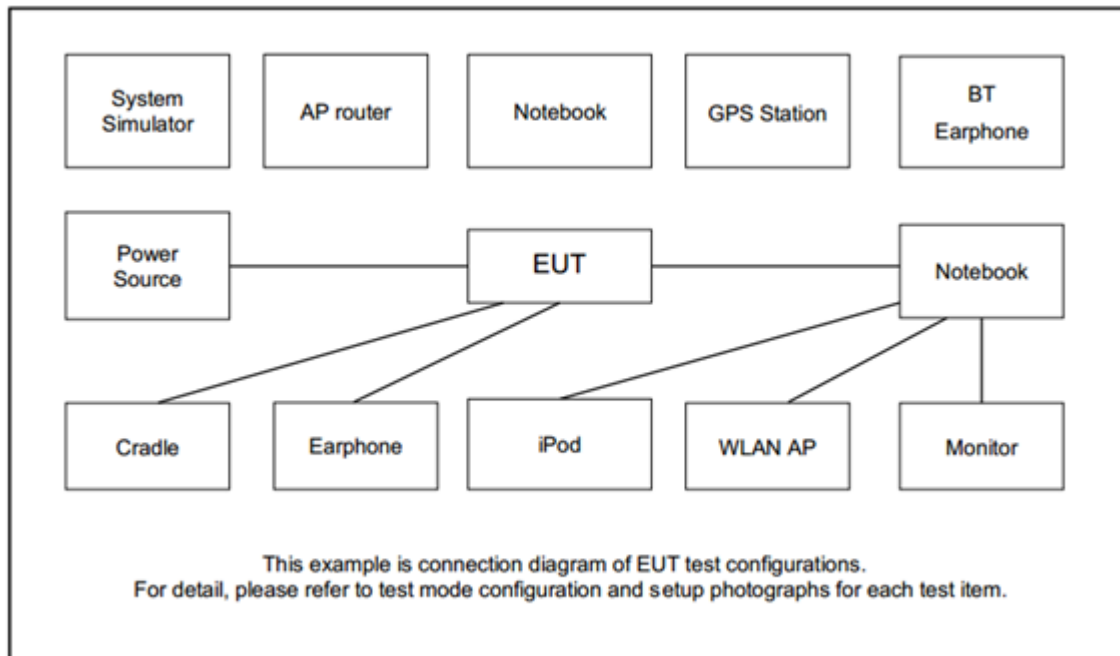 System
Simulator
AP router
Notebook
GPS Station
BT
Earphone
Power
Source
EUT
Notebook
Cradle
Earphone
iPod
WLAN AP
Monitor
This example is connection diagram of EUT test configurations.
For detail, please refer to test mode configuration and setup photographs for each test item.